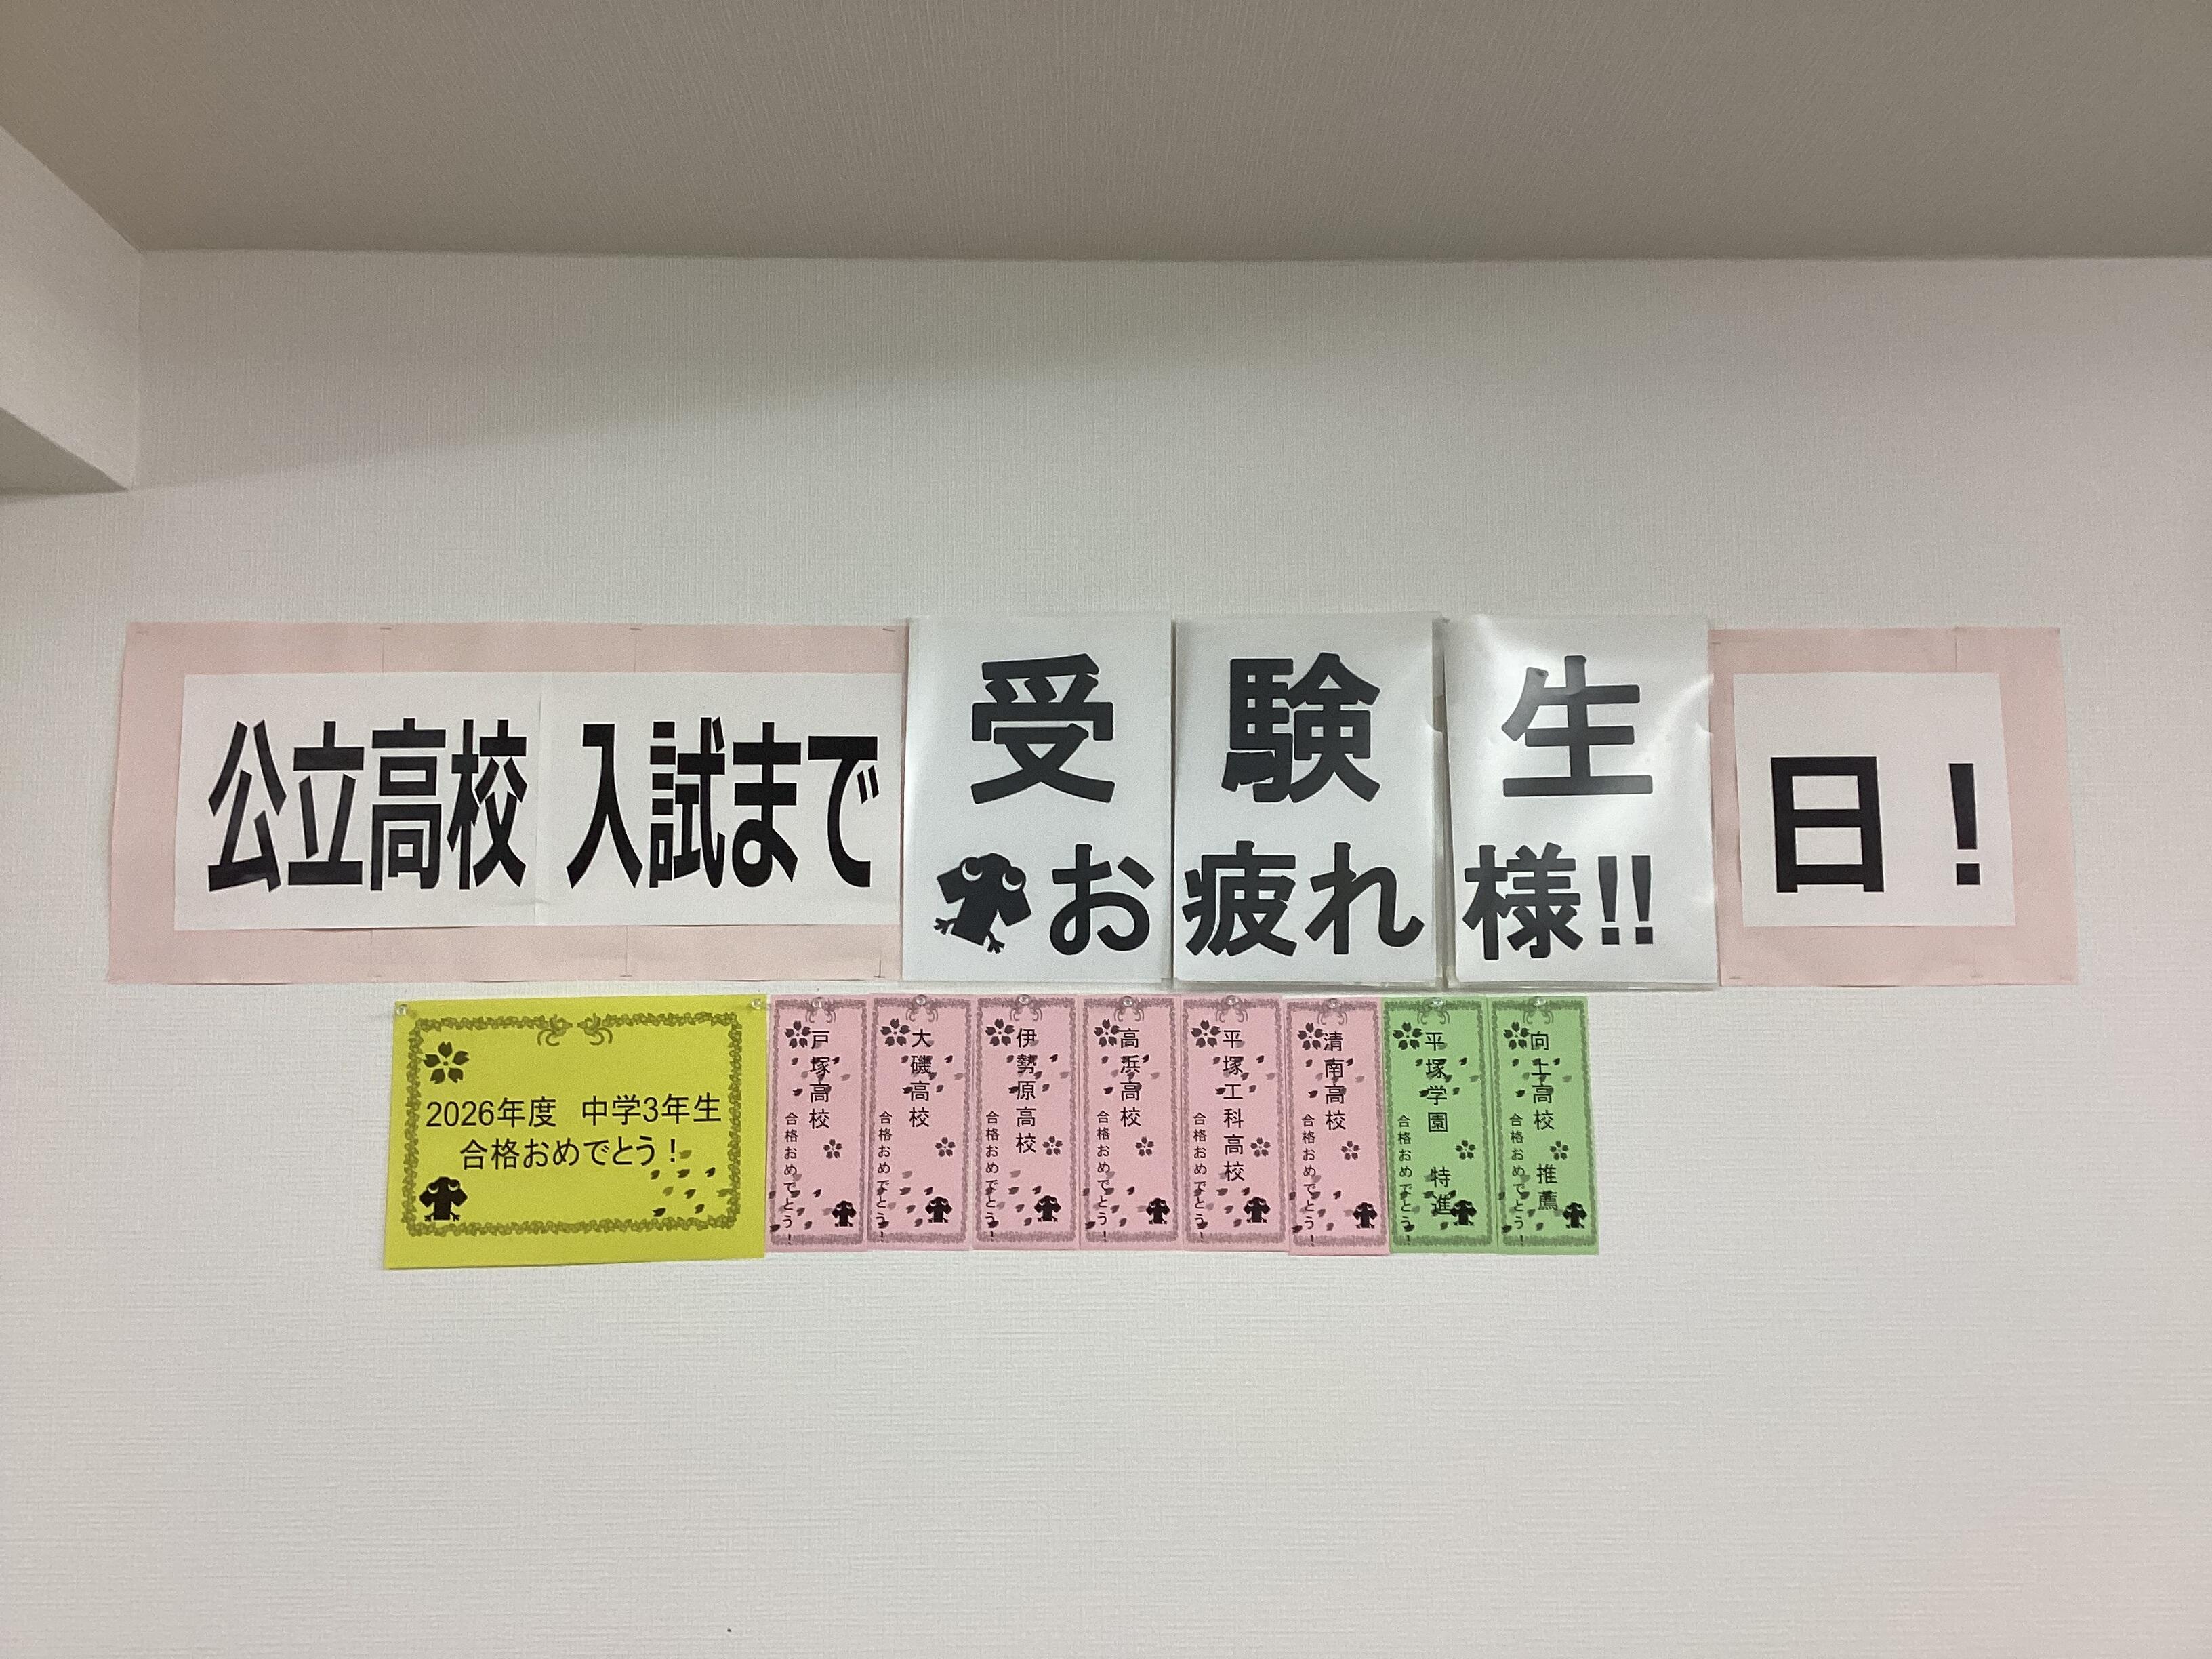 公立高校 入試まで
受験生
お疲れ様!!
日!
2026年度 中学3年生
合格おめでとう!
戸塚高校
合格おめでとう!
大磯高校
合格おめでとう!
伊勢原高校
合格おめでとう!
高浜高校
合格おめでとう!
平塚工科高校
合格おめでとう!
清南高校
合格おめでとう!
平塚学園 特進
合格おめでとう!
向上高校 推薦
合格おめでとう!